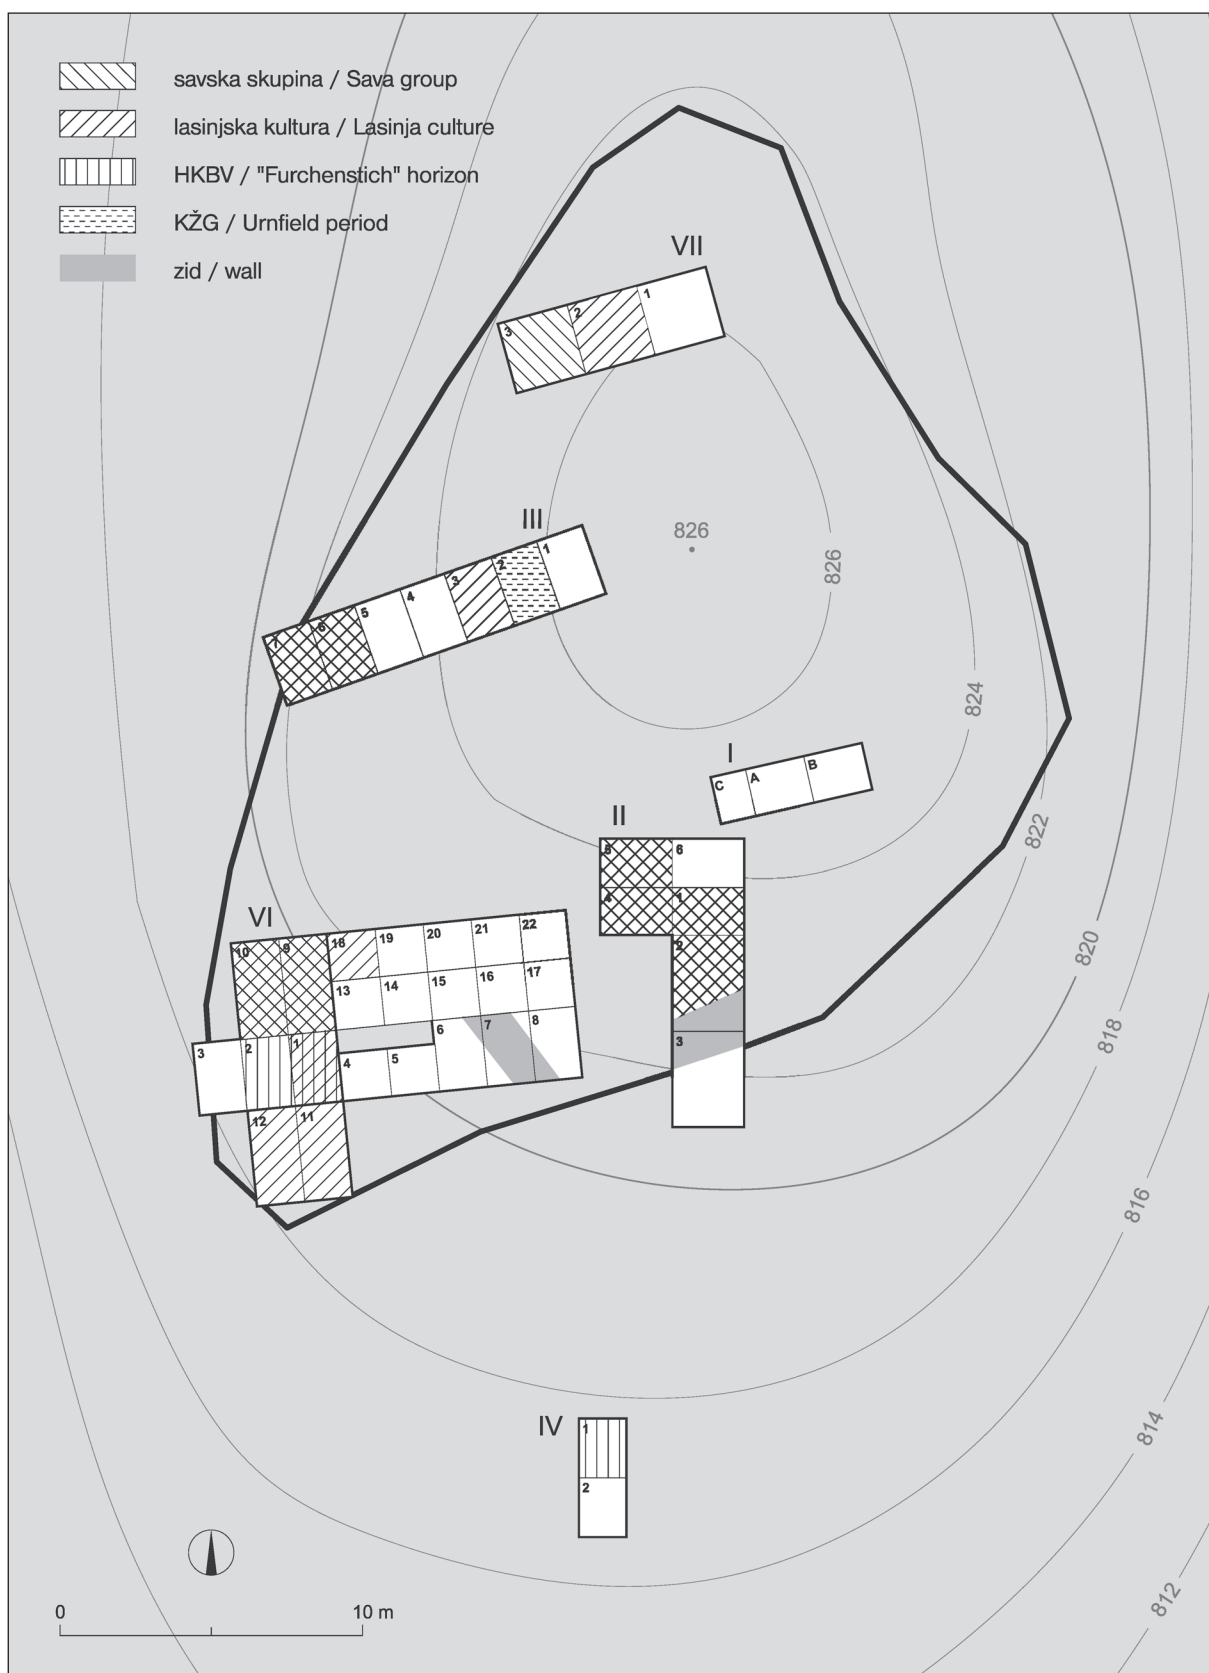 savska skupina / Sava group
lasinjska kultura / Lasinja culture
HKBV / "Furchenstich" horizon
KŽG / Urnfield period
zid / wall
VII
1
2
3
III
1
2
3
4
5
6
7
826
826
824
822
820
818
816
814
812
I
C A B
II
5 6
4 1
2
3
VI
10 9 18 19 20 21 22
13 14 15 16 17
3 2 1 4 5 6 7 8
12 11
IV
1
2
0 10 m